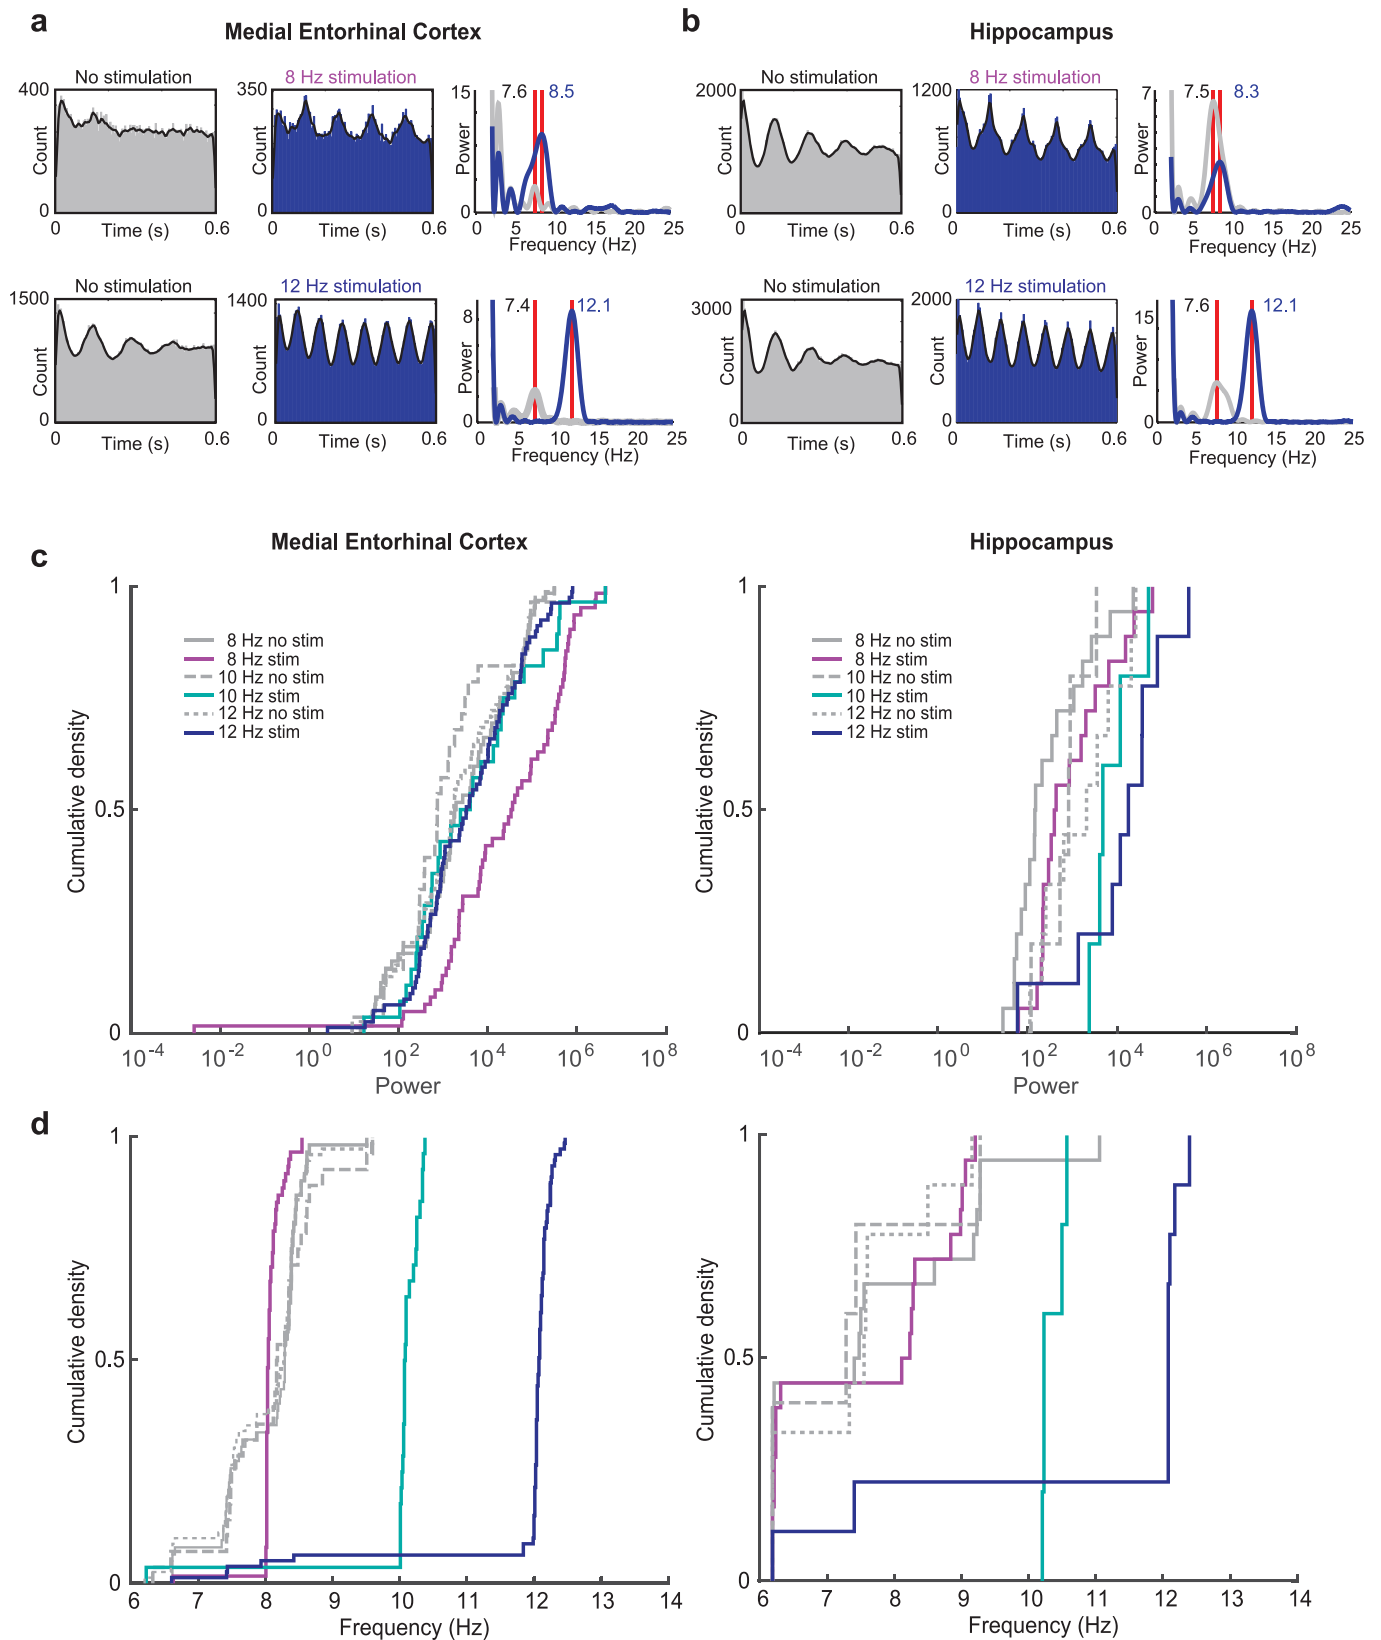 a
Medial Entorhinal Cortex
No stimulation
400
Count
0
0
Time (s)
0.6
8 Hz stimulation
350
Count
0
0
Time (s)
0.6
15
7.6
8.5
Power
0
0 5 10 15 20 25
Frequency (Hz)
No stimulation
1500
Count
0
0
Time (s)
0.6
12 Hz stimulation
1400
Count
0
0
Time (s)
0.6
8
7.4
12.1
Power
0
0 5 10 15 20 25
Frequency (Hz)
b
Hippocampus
No stimulation
2000
Count
0
0
Time (s)
0.6
8 Hz stimulation
1200
Count
0
0
Time (s)
0.6
7
7.5
8.3
Power
0
0 5 10 15 20 25
Frequency (Hz)
No stimulation
3000
Count
0
0
Time (s)
0.6
12 Hz stimulation
2000
Count
0
0
Time (s)
0.6
15
7.6
12.1
Power
0
0 5 10 15 20 25
Frequency (Hz)
c
Medial Entorhinal Cortex
1
0.5
0
Cumulative density
8 Hz no stim
8 Hz stim
10 Hz no stim
10 Hz stim
12 Hz no stim
12 Hz stim
10⁻⁴ 10⁻² 10⁰ 10² 10⁴ 10⁶ 10⁸
Power
Hippocampus
1
0.5
0
Cumulative density
8 Hz no stim
8 Hz stim
10 Hz no stim
10 Hz stim
12 Hz no stim
12 Hz stim
10⁻⁴ 10⁻² 10⁰ 10² 10⁴ 10⁶ 10⁸
Power
d
1
0.5
0
Cumulative density
6 7 8 9 10 11 12 13 14
Frequency (Hz)
1
0.5
0
Cumulative density
6 7 8 9 10 11 12 13 14
Frequency (Hz)